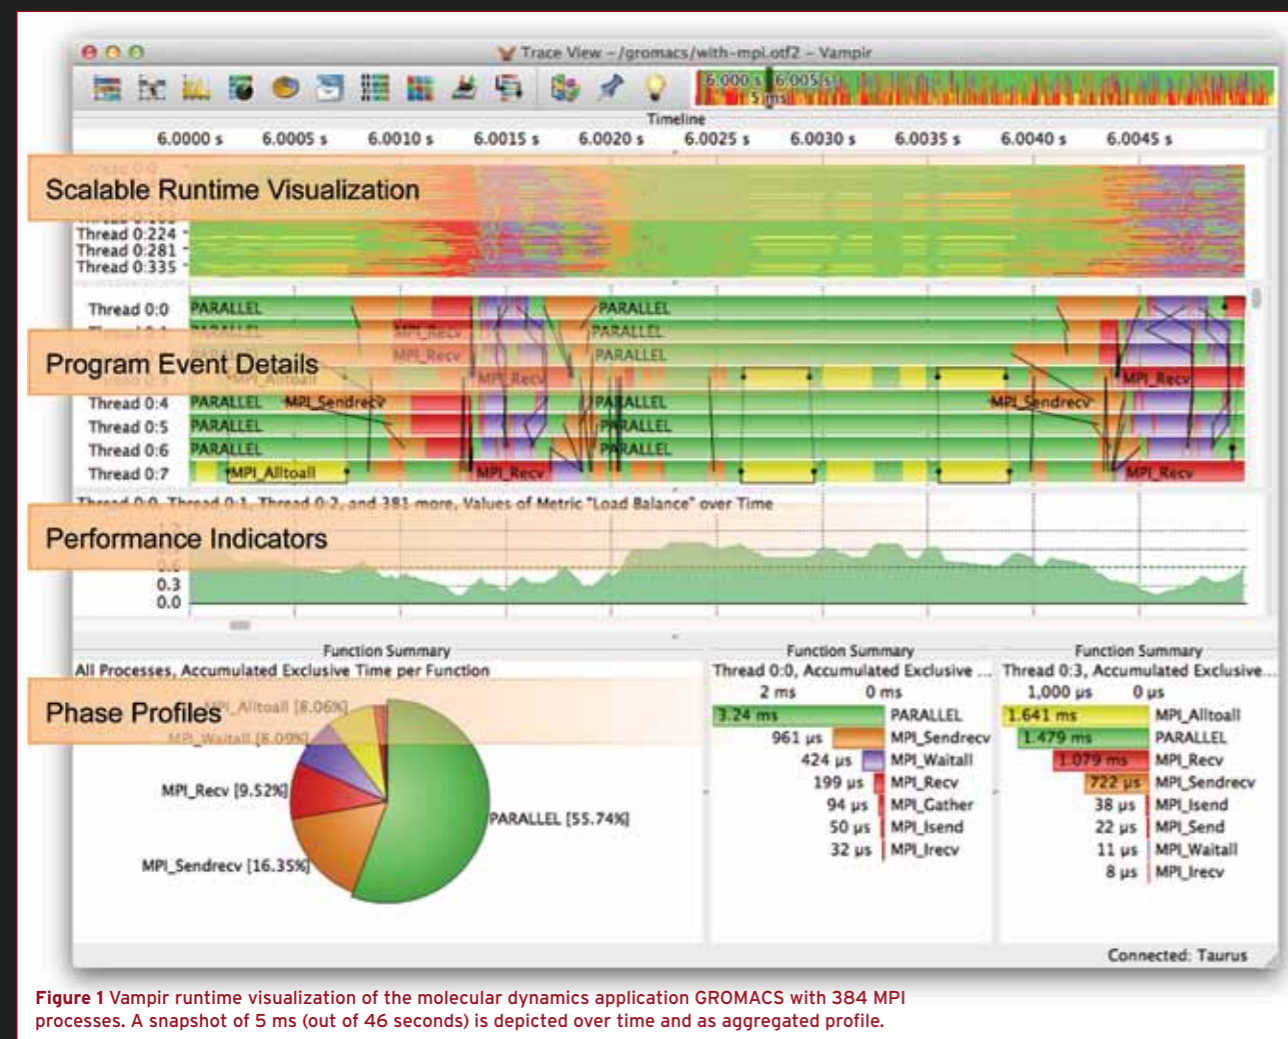 Trace View – /gromacs/with-mpi.otf2 – Vampir
6.000 s 6.005 s
5 ms
Timeline
6.0000 s 6.0005 s 6.0010 s 6.0015 s 6.0020 s 6.0025 s 6.0030 s 6.0035 s 6.0040 s 6.0045 s
Scalable Runtime Visualization
Thread 0:224
Thread 0:281
Thread 0:335
Thread 0:0 PARALLEL PARALLEL
PARALLEL MPI_Recv PARALLEL
Program Event Details
MPI_Recv PARALLEL
MPI_Alltoall MPI_Recv MPI_Recv
Thread 0:4 PARALLEL MPI_Sendrecv PARALLEL MPI_Sendrecv
Thread 0:5 PARALLEL PARALLEL
Thread 0:6 PARALLEL PARALLEL
Thread 0:7 MPI_Alltoall MPI_Recv MPI_Recv
Thread 0:0, Thread 0:1, Thread 0:2, and 381 more, Values of Metric "Load Balance" over Time
Performance Indicators
0.3
0.0
Function Summary
All Processes, Accumulated Exclusive Time per Function
Phase Profiles
MPI_Alltoall [8.06%]
MPI_Waitall [8.09%]
MPI_Recv [9.52%]
PARALLEL [55.74%]
MPI_Sendrecv [16.35%]
Function Summary
Thread 0:0, Accumulated Exclusive ...
2 ms 0 ms
3.24 ms PARALLEL
961 µs MPI_Sendrecv
424 µs MPI_Waitall
199 µs MPI_Recv
94 µs MPI_Gather
50 µs MPI_Isend
32 µs MPI_Irecv
Function Summary
Thread 0:3, Accumulated Exclusive...
1,000 µs 0 µs
1.641 ms MPI_Alltoall
1.479 ms PARALLEL
1.079 ms MPI_Recv
722 µs MPI_Sendrecv
38 µs MPI_Isend
22 µs MPI_Send
11 µs MPI_Waitall
8 µs MPI_Irecv
Connected: Taurus
Figure 1 Vampir runtime visualization of the molecular dynamics application GROMACS with 384 MPI
processes. A snapshot of 5 ms (out of 46 seconds) is depicted over time and as aggregated profile.